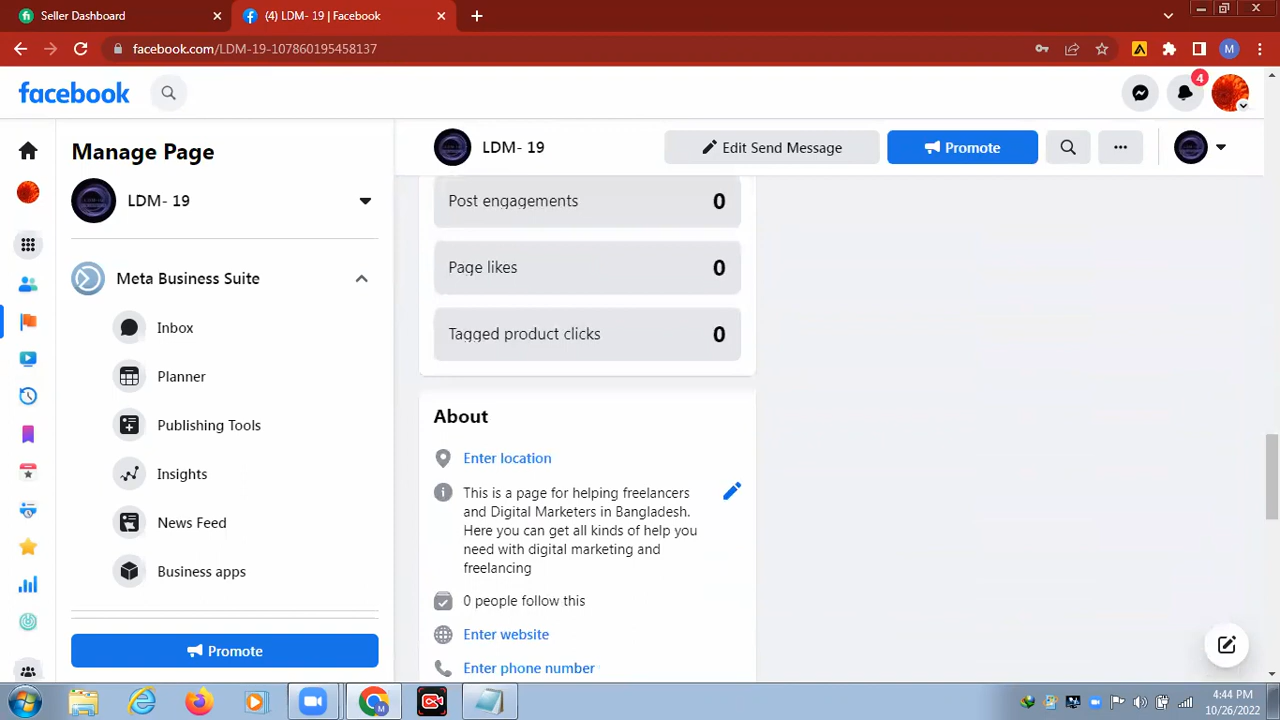 Seller Dashboard
(4) LDM- 19 | Facebook
facebook.com/LDM-19-107860195458137
M
facebook
4
Manage Page
LDM- 19
Meta Business Suite
Inbox
Planner
Publishing Tools
Insights
News Feed
Business apps
Promote
LDM- 19
Edit Send Message
Promote
Post engagements 0
Page likes 0
Tagged product clicks 0
About
Enter location
This is a page for helping freelancers
and Digital Marketers in Bangladesh.
Here you can get all kinds of help you
need with digital marketing and
freelancing
0 people follow this
Enter website
Enter phone number
4:44 PM
10/26/2022